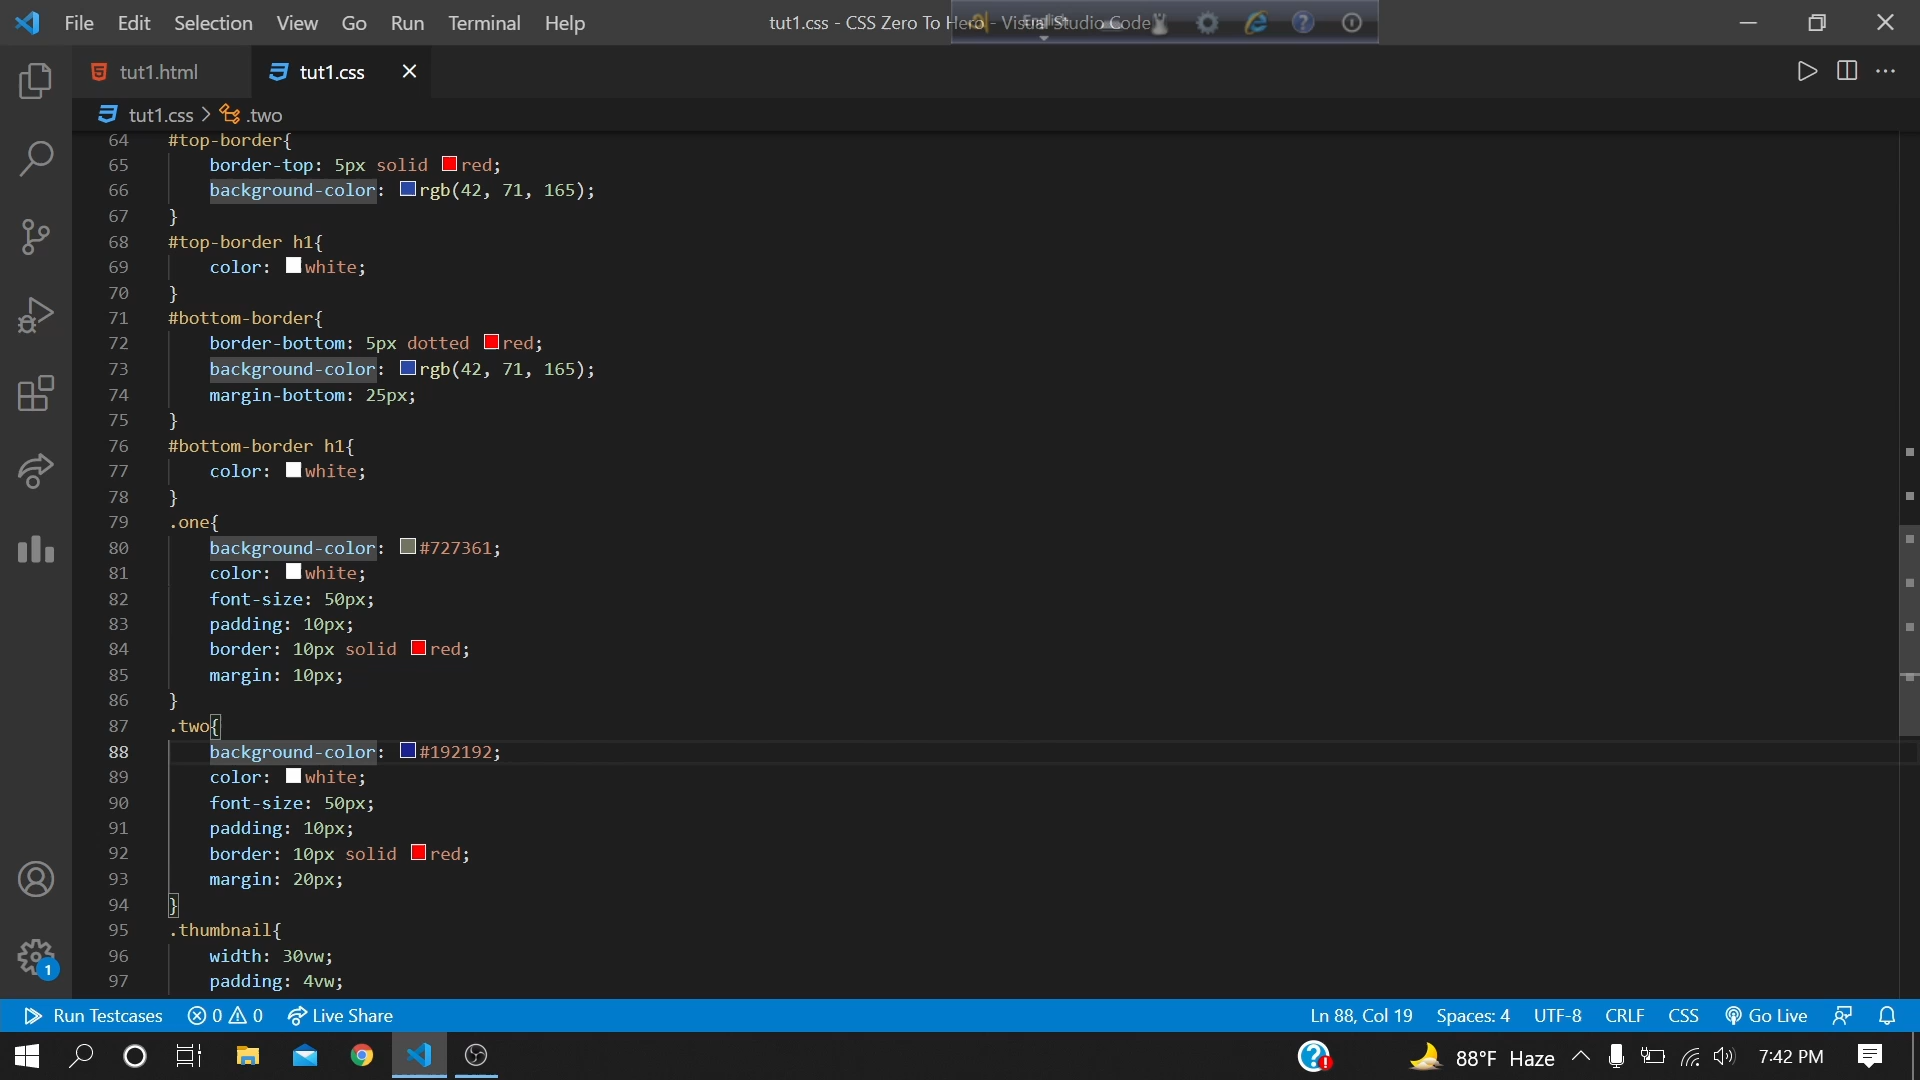 File Edit Selection View Go Run Terminal Help
tut1.css - CSS Zero To Hero - Visual Studio Code
tut1.html tut1.css
tut1.css > .two
64 #top-border{
65 border-top: 5px solid red;
66 background-color: rgb(42, 71, 165);
67 }
68 #top-border h1{
69 color: white;
70 }
71 #bottom-border{
72 border-bottom: 5px dotted red;
73 background-color: rgb(42, 71, 165);
74 margin-bottom: 25px;
75 }
76 #bottom-border h1{
77 color: white;
78 }
79 .one{
80 background-color: #727361;
81 color: white;
82 font-size: 50px;
83 padding: 10px;
84 border: 10px solid red;
85 margin: 10px;
86 }
87 .two{
88 background-color: #192192;
89 color: white;
90 font-size: 50px;
91 padding: 10px;
92 border: 10px solid red;
93 margin: 20px;
94 }
95 .thumbnail{
96 width: 30vw;
97 padding: 4vw;
1
Run Testcases 0 0 Live Share Ln 88, Col 19 Spaces: 4 UTF-8 CRLF CSS Go Live
88°F Haze 7:42 PM